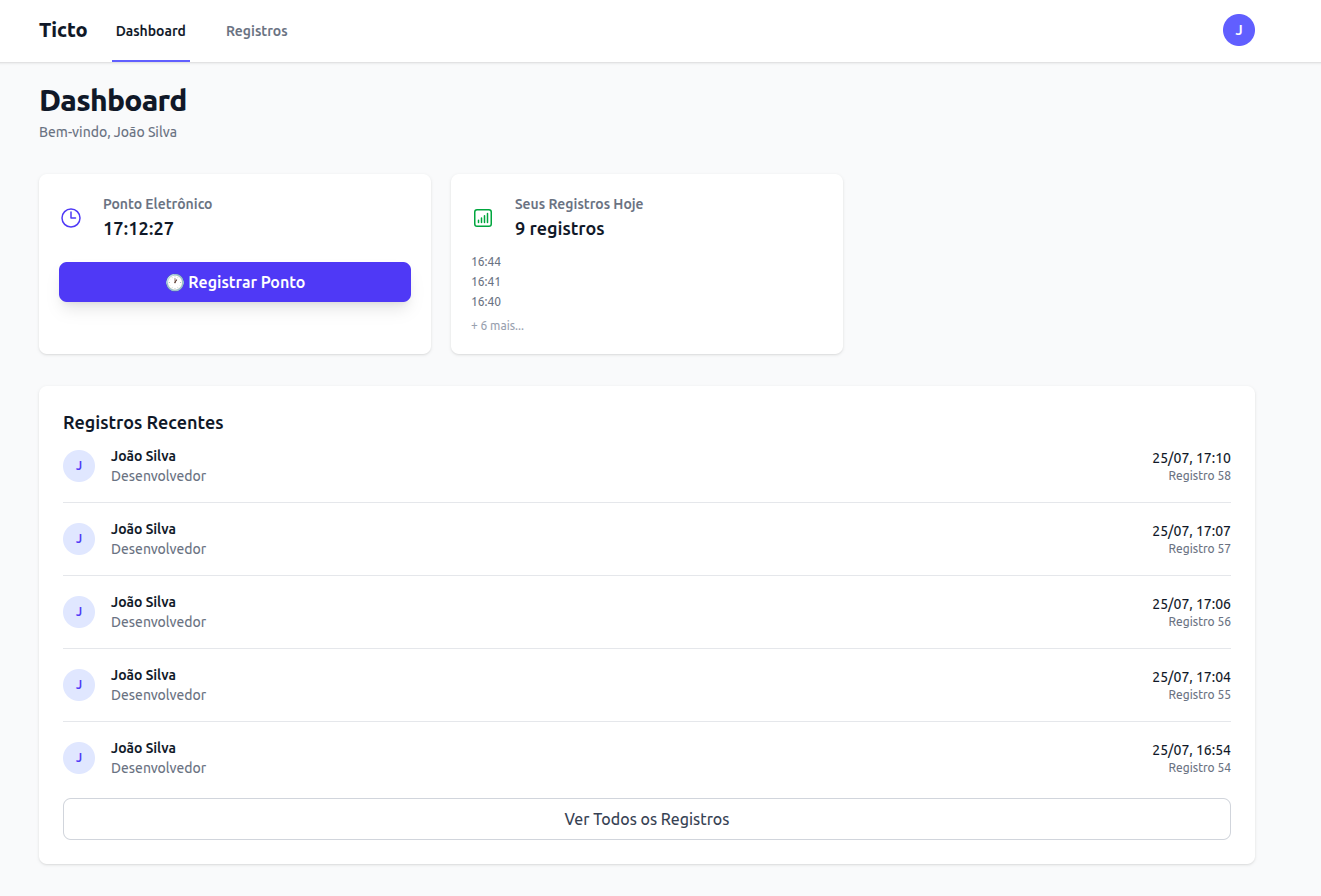 Ticto Dashboard Registros J
Dashboard
Bem-vindo, João Silva
Ponto Eletrônico
17:12:27
Registrar Ponto
Seus Registros Hoje
9 registros
16:44
16:41
16:40
+ 6 mais...
Registros Recentes
J
João Silva
Desenvolvedor
25/07, 17:10
Registro 58
J
João Silva
Desenvolvedor
25/07, 17:07
Registro 57
J
João Silva
Desenvolvedor
25/07, 17:06
Registro 56
J
João Silva
Desenvolvedor
25/07, 17:04
Registro 55
J
João Silva
Desenvolvedor
25/07, 16:54
Registro 54
Ver Todos os Registros